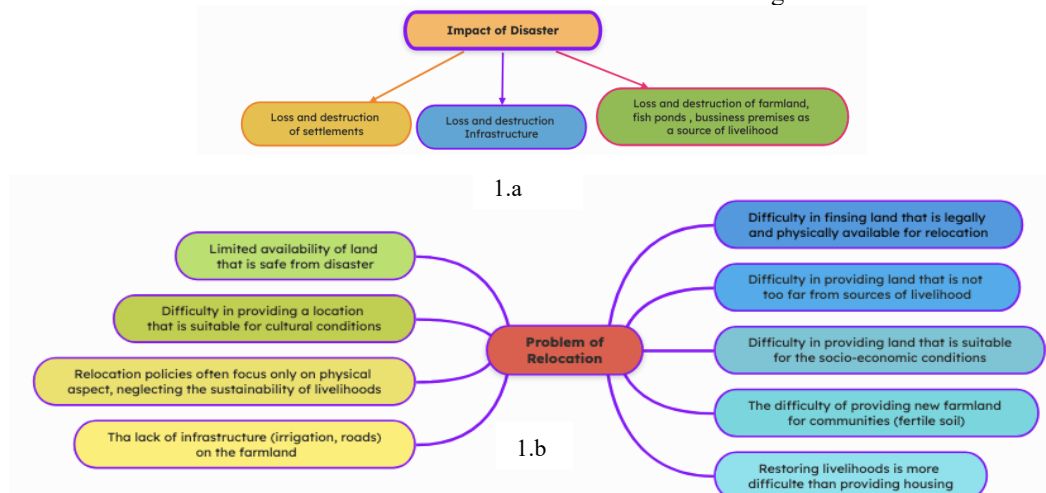 Impact of Disaster
Loss and destruction
of settlements
Loss and destruction
Infrastructure
Loss and destruction of farmland,
fish ponds , bussiness premises as
a source of livelihood
1.a
Limited availability of land
that is safe from disaster
Difficulty in providing a location
that is suitable for cultural conditions
Relocation policies often focus only on physical
aspect, neglecting the sustainability of livelihoods
Tha lack of infrastructure (irrigation, roads)
on the farmland
Problem of
Relocation
Difficulty in finsing land that is legally
and physically available for relocation
Difficulty in providing land that is not
too far from sources of livelihood
Difficulty in providing land that is suitable
for the socio-economic conditions
The difficulty of providing new farmland
for communities (fertile soil)
Restoring livelihoods is more
difficulte than providing housing
1.b